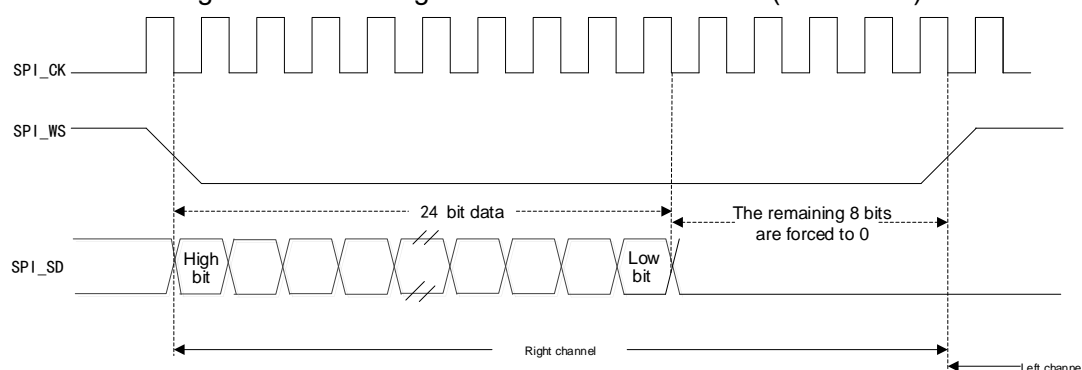 SPI_CK
SPI_WS
24 bit data
The remaining 8 bits
are forced to 0
SPI_SD
High
bit
Low
bit
Right channel